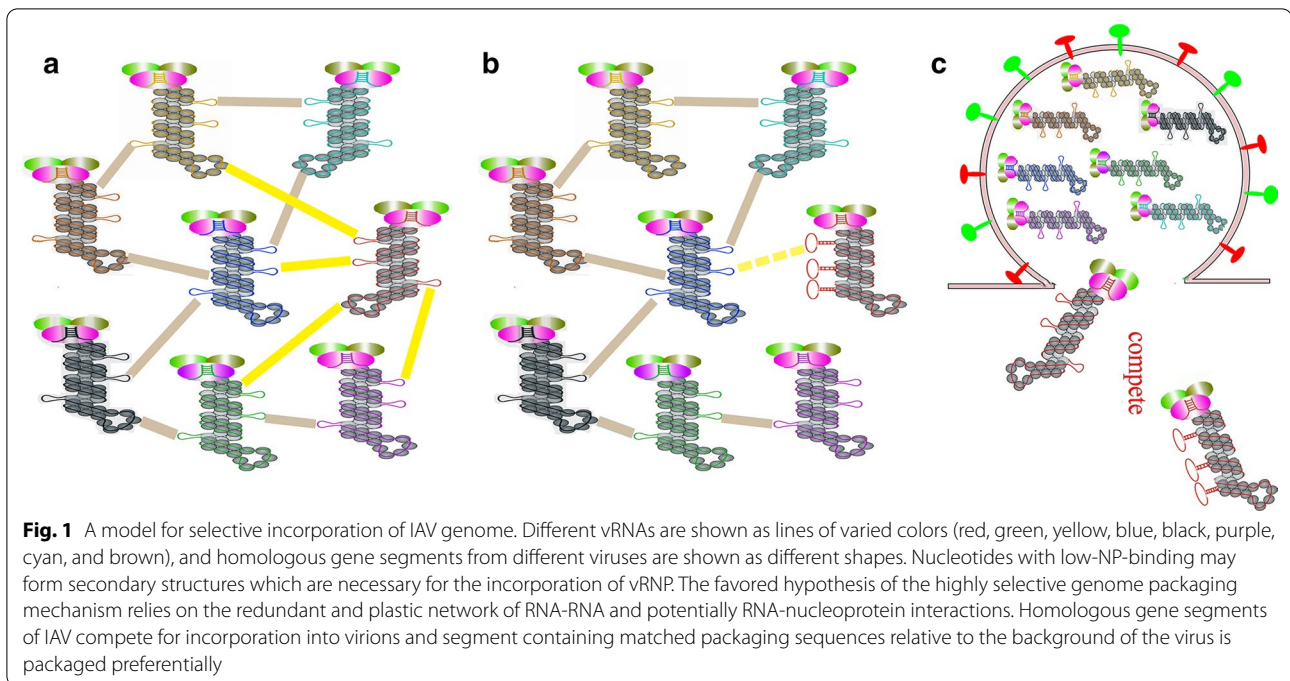 a
b
c
compete
Fig. 1 A model for selective incorporation of IAV genome. Different vRNAs are shown as lines of varied colors (red, green, yellow, blue, black, purple,
cyan, and brown), and homologous gene segments from different viruses are shown as different shapes. Nucleotides with low-NP-binding may
form secondary structures which are necessary for the incorporation of vRNP. The favored hypothesis of the highly selective genome packaging
mechanism relies on the redundant and plastic network of RNA-RNA and potentially RNA-nucleoprotein interactions. Homologous gene segments
of IAV compete for incorporation into virions and segment containing matched packaging sequences relative to the background of the virus is
packaged preferentially